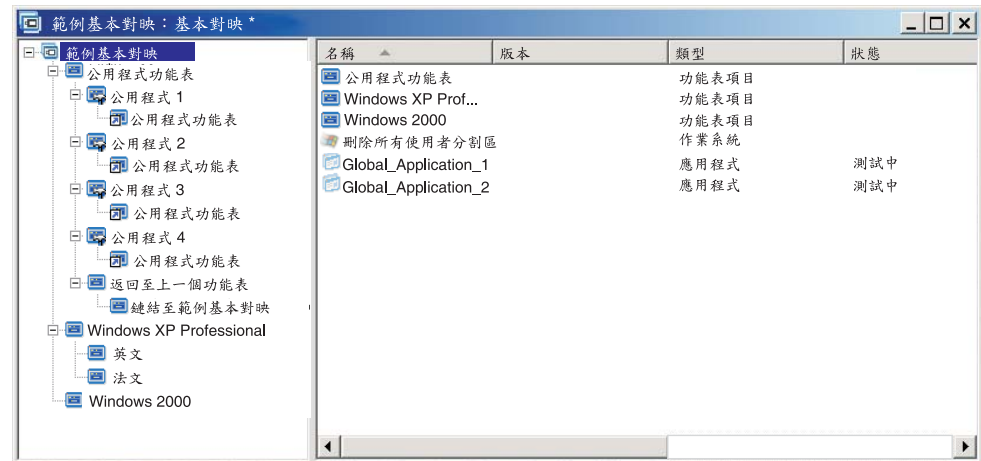 範例基本對映：基本對映 *
範例基本對映
公用程式功能表
公用程式 1
公用程式功能表
公用程式 2
公用程式功能表
公用程式 3
公用程式功能表
公用程式 4
公用程式功能表
返回至上一個功能表
鏈結至範例基本對映
Windows XP Professional
英文
法文
Windows 2000
名稱 版本 類型 狀態
公用程式功能表 功能表項目
Windows XP Prof... 功能表項目
Windows 2000 功能表項目
刪除所有使用者分割區 作業系統
Global_Application_1 應用程式 測試中
Global_Application_2 應用程式 測試中